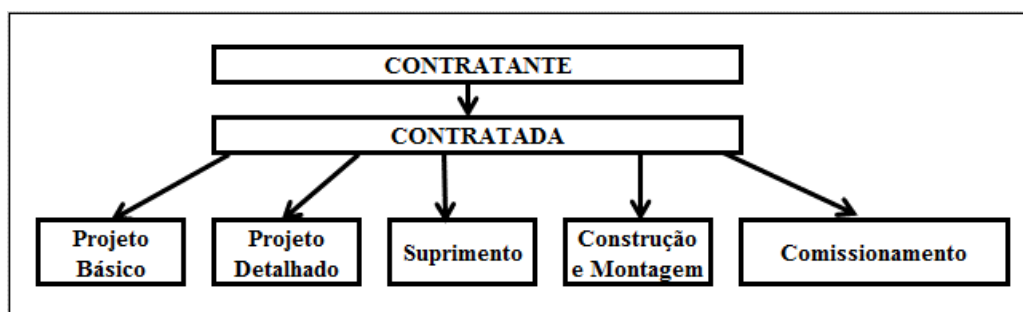 CONTRATANTE
CONTRATADA
Projeto
Básico
Projeto
Detalhado
Suprimento
Construção
e Montagem
Comissionamento